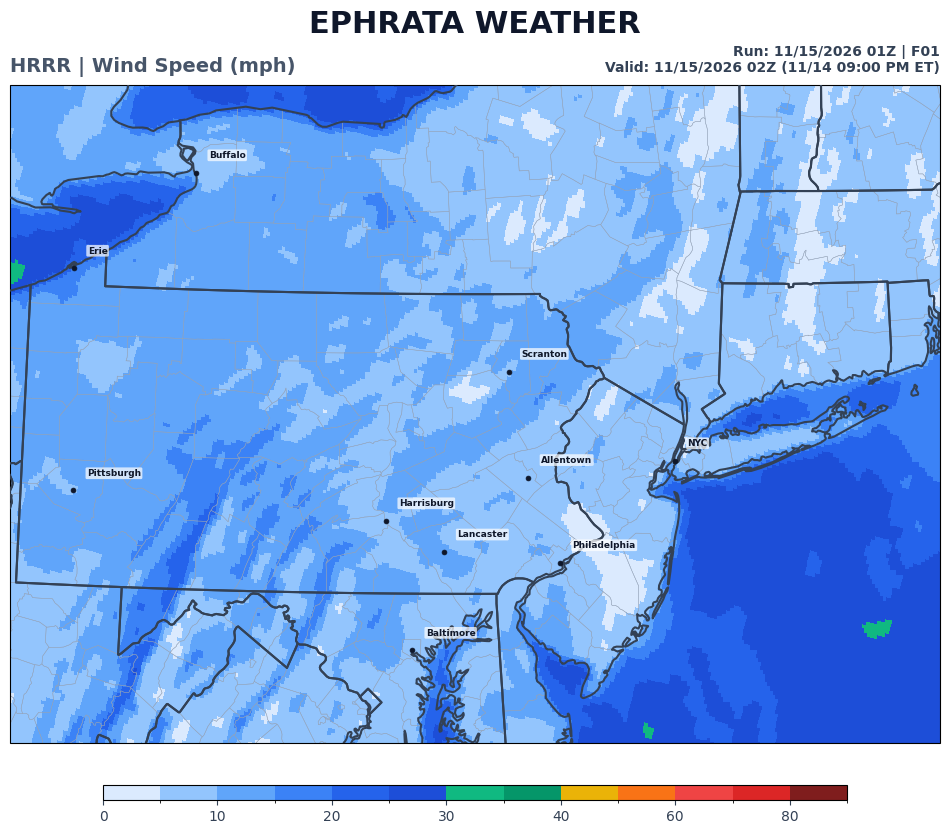 EPHRATA WEATHER
HRRR | Wind Speed (mph)
Run: 11/15/2026 01Z | F01
Valid: 11/15/2026 02Z (11/14 09:00 PM ET)
Buffalo
Erie
Scranton
NYC
Allentown
Pittsburgh
Harrisburg
Lancaster
Philadelphia
Baltimore
0 10 20 30 40 50 60 70 80